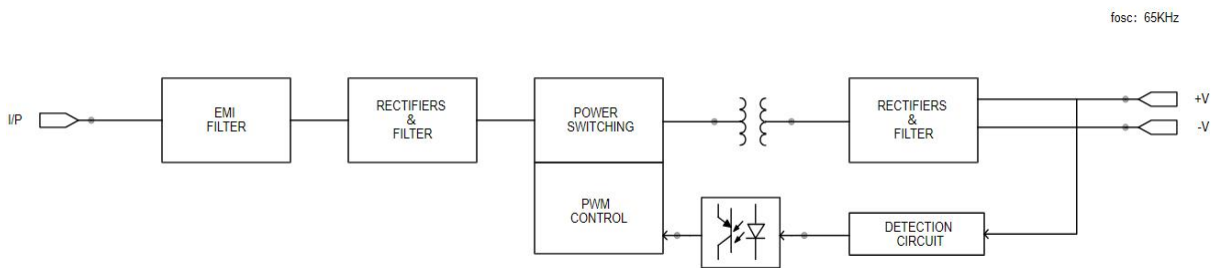 fosc: 65KHz
I/P
EMI
FILTER
RECTIFIERS
&
FILTER
POWER
SWITCHING
RECTIFIERS
&
FILTER
+V
-V
PWM
CONTROL
DETECTION
CIRCUIT